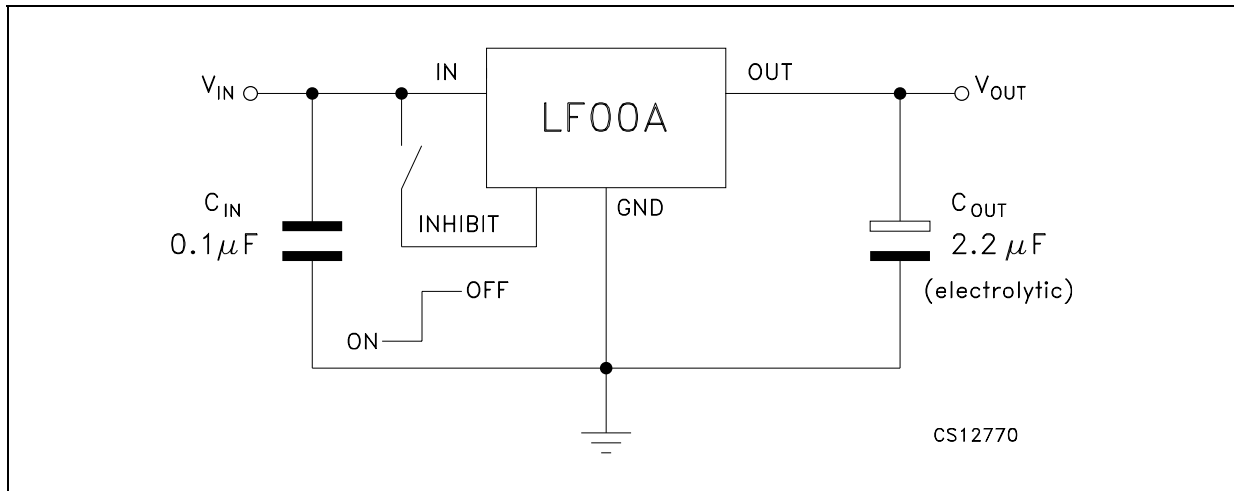 V_IN
IN
LF00A
OUT
V_OUT
C_IN
0.1μF
INHIBIT
GND
C_OUT
2.2 μF
(electrolytic)
OFF
ON
CS12770